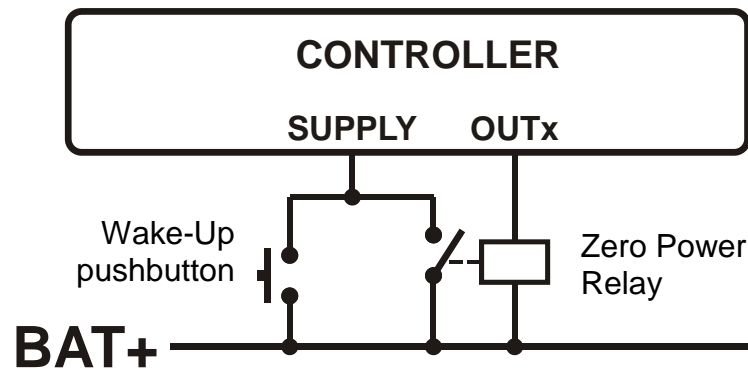 CONTROLLER
SUPPLY OUTx
Wake-Up
pushbutton
Zero Power
Relay
BAT+